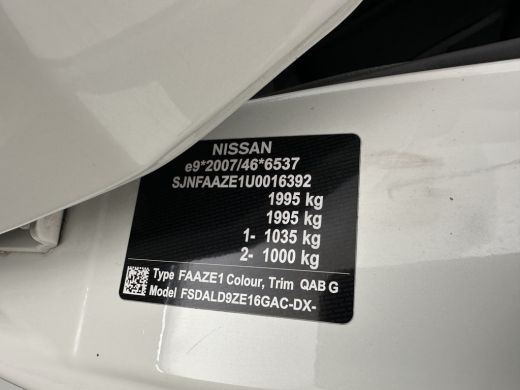 NISSAN
e9*2007/46*6537
SJNFAAZE1U0016392
1995 kg
1995 kg
1- 1035 kg
2- 1000 kg
Type FAAZE1 Colour, Trim QAB G
Model FSDALD9ZE16GAC-DX-